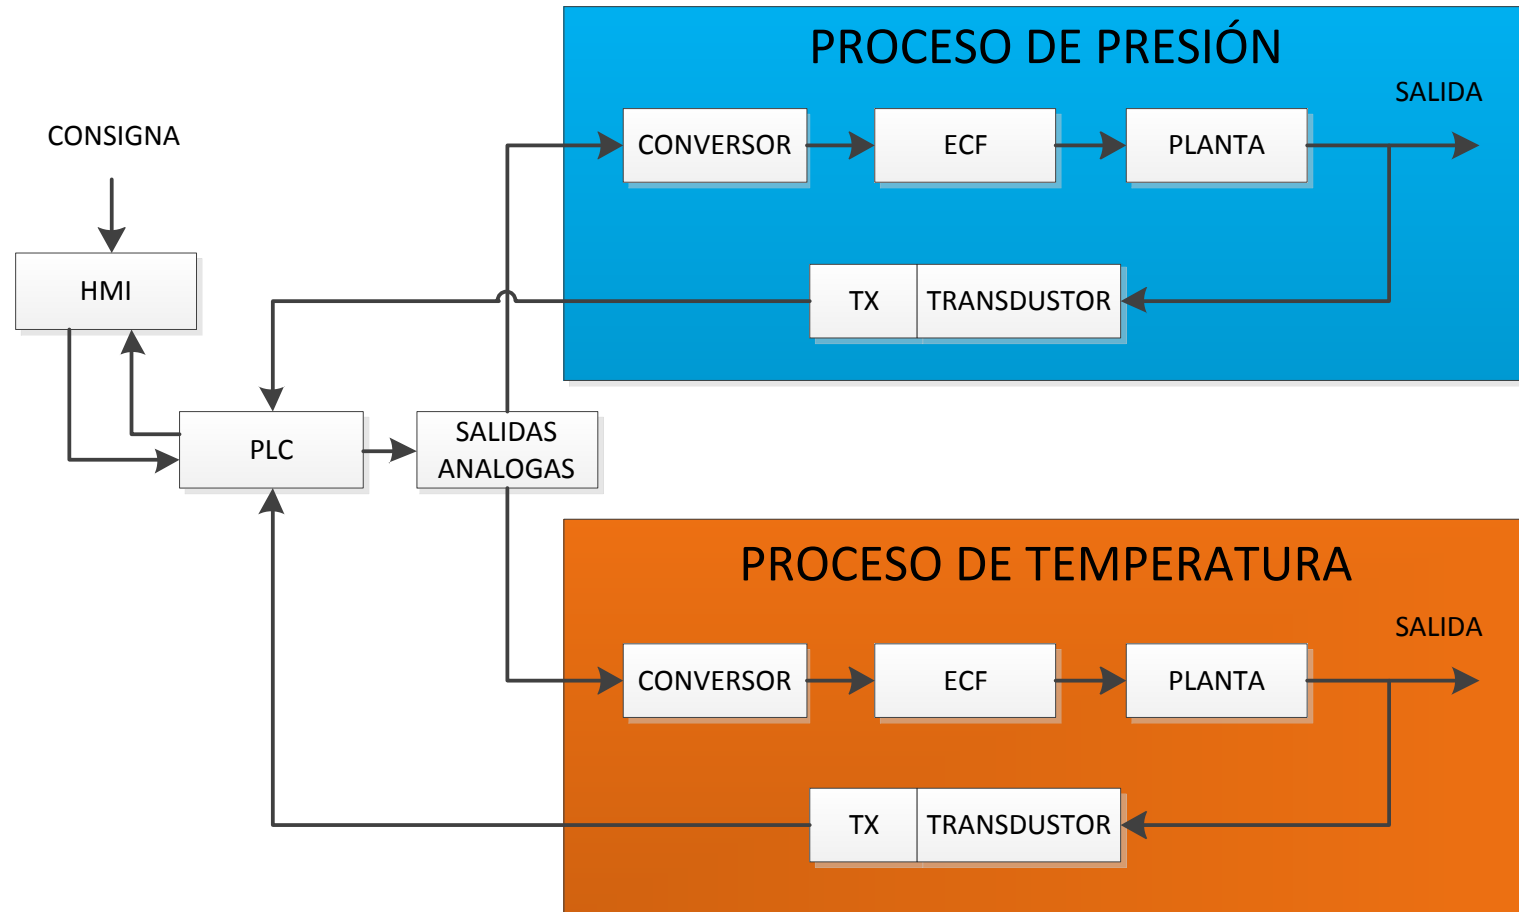 PROCESO DE PRESIÓN
SALIDA
CONSIGNA
CONVERSOR
ECF
PLANTA
HMI
TX
TRANSDUSTOR
PLC
SALIDAS
ANALOGAS
PROCESO DE TEMPERATURA
SALIDA
CONVERSOR
ECF
PLANTA
TX
TRANSDUSTOR